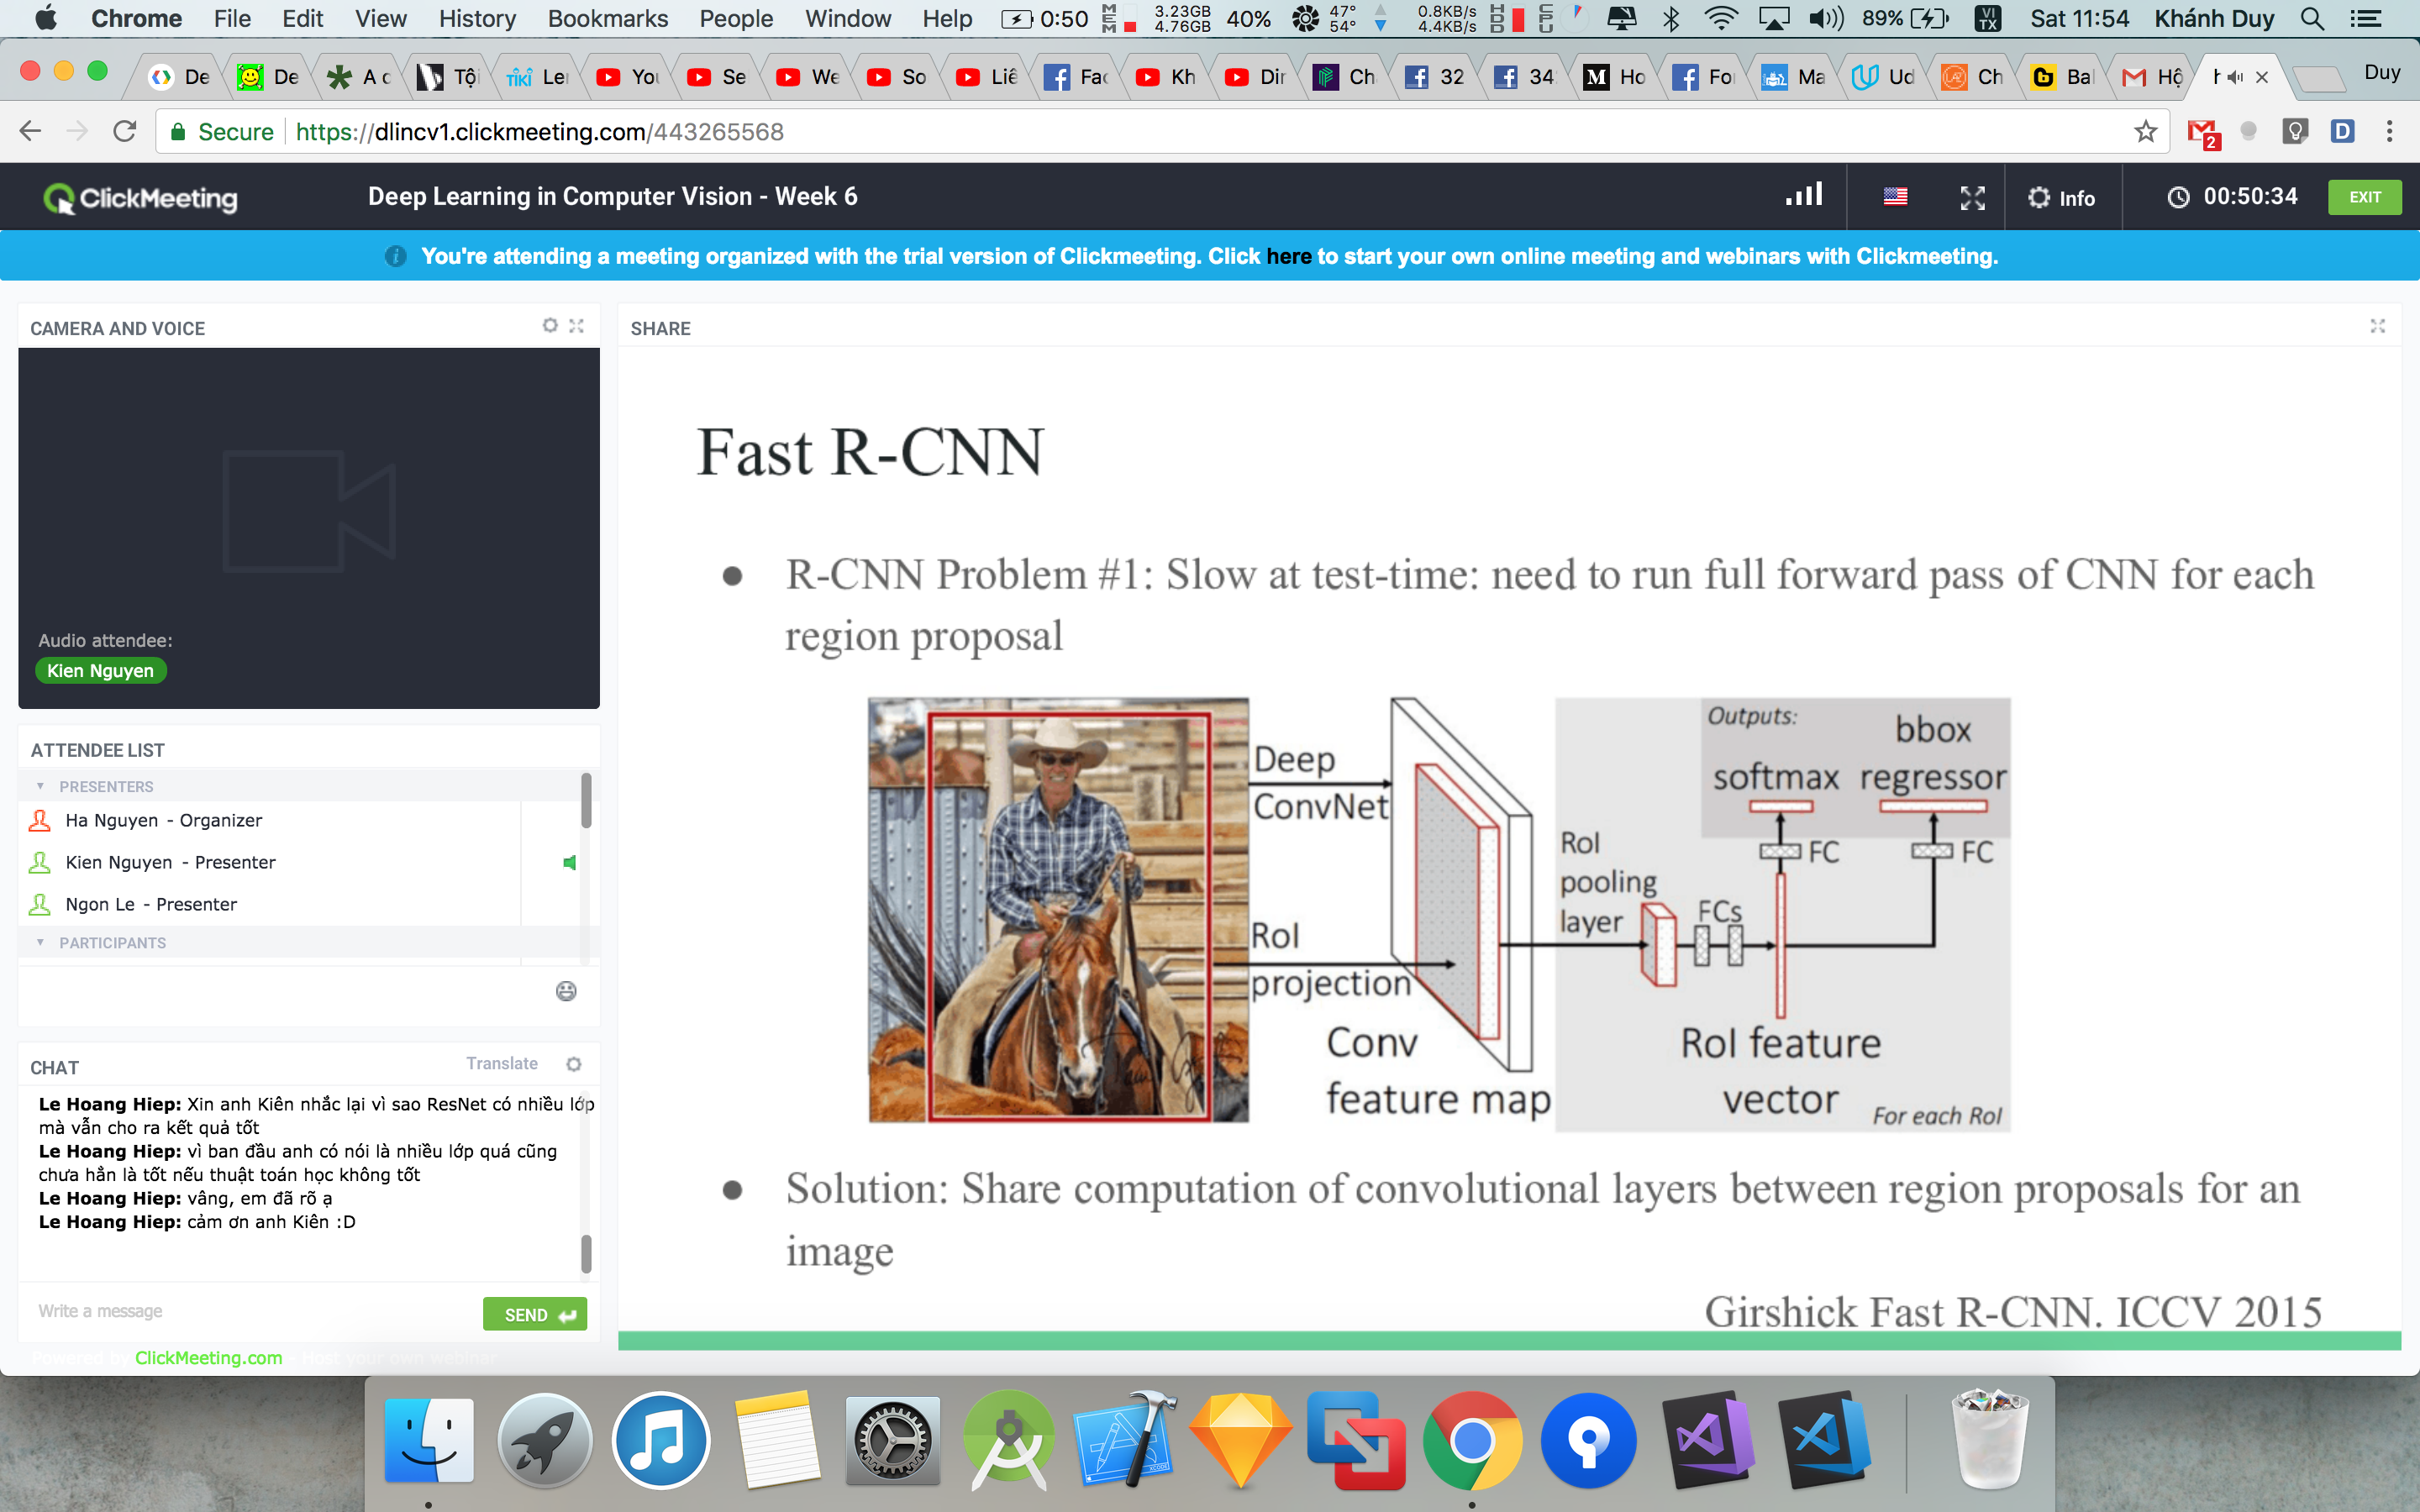 Chrome File Edit View History Bookmarks People Window Help 0:50 MEM 3.23GB 4.76GB 40% 47° 54° 0.8KB/s 4.4KB/s HDD CPU 89% VI TX Sat 11:54 Khánh Duy
De De A c Tội TIKI Ler You Se We So Liê Fac Kh Dir Ch 32 34 M Ho Fo Ma Ud Ch Bal Hộ h Duy
Secure https://dlincv1.clickmeeting.com/443265568 2 D
ClickMeeting Deep Learning in Computer Vision - Week 6 Info 00:50:34 EXIT
You're attending a meeting organized with the trial version of Clickmeeting. Click here to start your own online meeting and webinars with Clickmeeting.
CAMERA AND VOICE
Audio attendee:
Kien Nguyen
ATTENDEE LIST
PRESENTERS
Ha Nguyen - Organizer
Kien Nguyen - Presenter
Ngon Le - Presenter
PARTICIPANTS
CHAT Translate
Le Hoang Hiep: Xin anh Kiên nhắc lại vì sao ResNet có nhiều lớp
mà vẫn cho ra kết quả tốt
Le Hoang Hiep: vì ban đầu anh có nói là nhiều lớp quá cũng
chưa hẳn là tốt nếu thuật toán học không tốt
Le Hoang Hiep: vâng, em đã rõ ạ
Le Hoang Hiep: cảm ơn anh Kiên :D
Write a message SEND
Powered by ClickMeeting.com - Host your own webinar
SHARE
Fast R-CNN
● R-CNN Problem #1: Slow at test-time: need to run full forward pass of CNN for each
region proposal
Deep
ConvNet
RoI
projection
Conv
feature map
RoI
pooling
layer
FCs
Outputs:
softmax
bbox
regressor
FC
FC
RoI feature
vector
For each RoI
● Solution: Share computation of convolutional layers between region proposals for an
image
Girshick Fast R-CNN. ICCV 2015